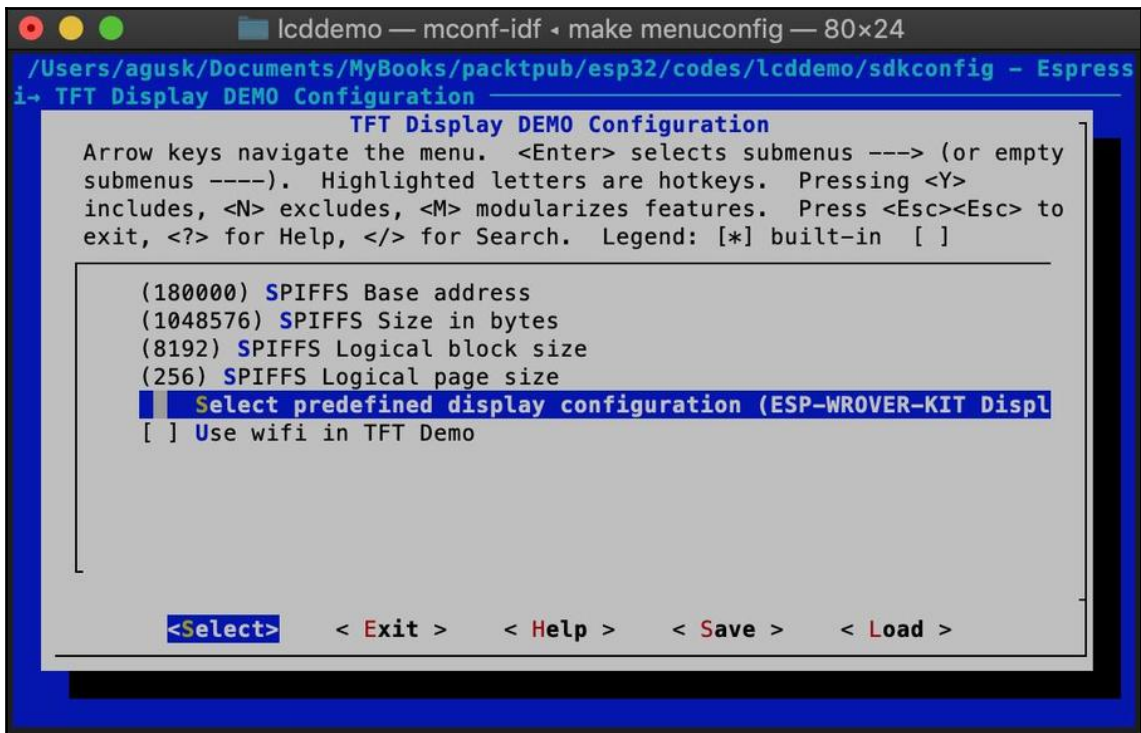 lcddemo — mconf-idf ◂ make menuconfig — 80×24
/Users/agusk/Documents/MyBooks/packtpub/esp32/codes/lcddemo/sdkconfig – Espress
i→ TFT Display DEMO Configuration
TFT Display DEMO Configuration
Arrow keys navigate the menu.  <Enter> selects submenus ---> (or empty
submenus ----).  Highlighted letters are hotkeys.  Pressing <Y>
includes, <N> excludes, <M> modularizes features.  Press <Esc><Esc> to
exit, <?> for Help, </> for Search.  Legend: [*] built-in  [ ]
(180000) SPIFFS Base address
(1048576) SPIFFS Size in bytes
(8192) SPIFFS Logical block size
(256) SPIFFS Logical page size
Select predefined display configuration (ESP-WROVER-KIT Displ
[ ] Use wifi in TFT Demo
<Select>    < Exit >    < Help >    < Save >    < Load >